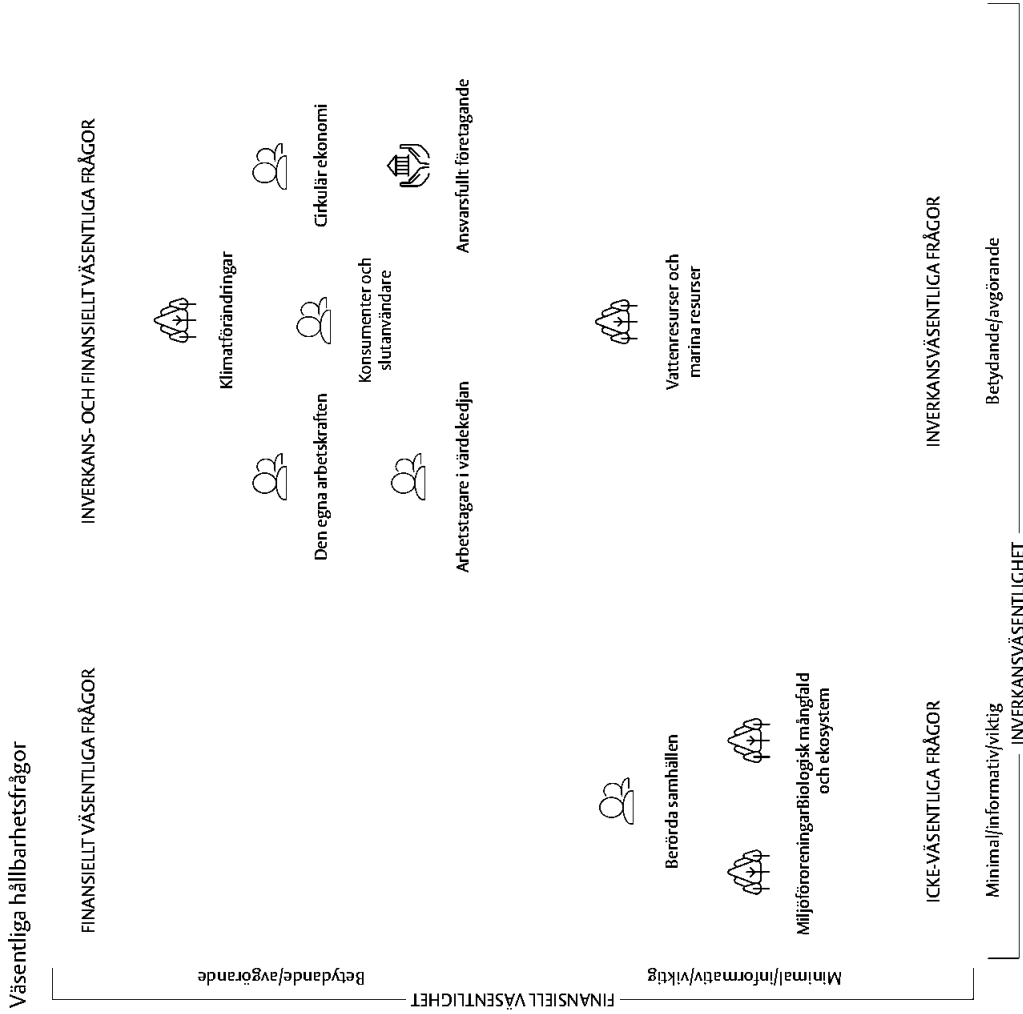 Väsentliga hållbarhetsfrågor
FINANSIELLT VÄSENTLIGA FRÅGOR
INVERKANS- OCH FINANSIELLT VÄSENTLIGA FRÅGOR
Klimatförändringar
Den egna arbetskraften
Cirkulär ekonomi
Konsumenter och
slutanvändare
Arbetstagare i värdekedjan
Ansvarsfullt företagande
Berörda samhällen
Vattenresurser och
marina resurser
Miljöföroreningar
Biologisk mångfald
och ekosystem
ICKE-VÄSENTLIGA FRÅGOR
INVERKANSVÄSENTLIGA FRÅGOR
Minimal/informativ/viktig
Betydande/avgörande
INVERKANSVÄSENTLIGHET
Betydande/avgörande
Minimal/informativ/viktig
FINANSIELL VÄSENTLIGHET